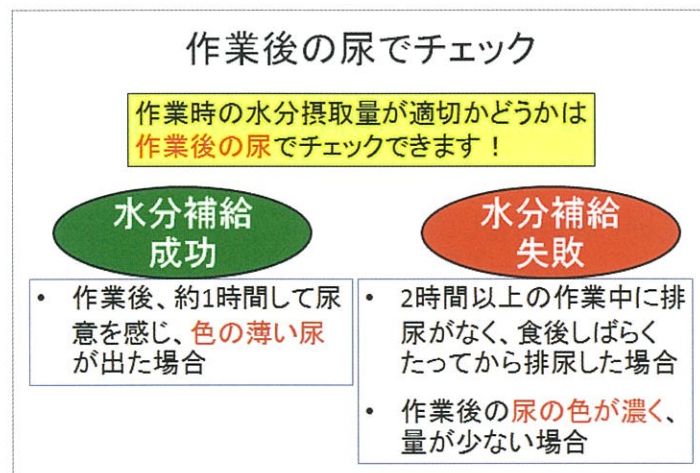 作業後の尿でチェック
作業時の水分摂取量が適切かどうかは
作業後の尿でチェックできます！
水分補給
成功
• 作業後、約1時間して尿
意を感じ、色の薄い尿
が出た場合
水分補給
失敗
• 2時間以上の作業中に排
尿がなく、食後しばらく
たってから排尿した場合
• 作業後の尿の色が濃く、
量が少ない場合